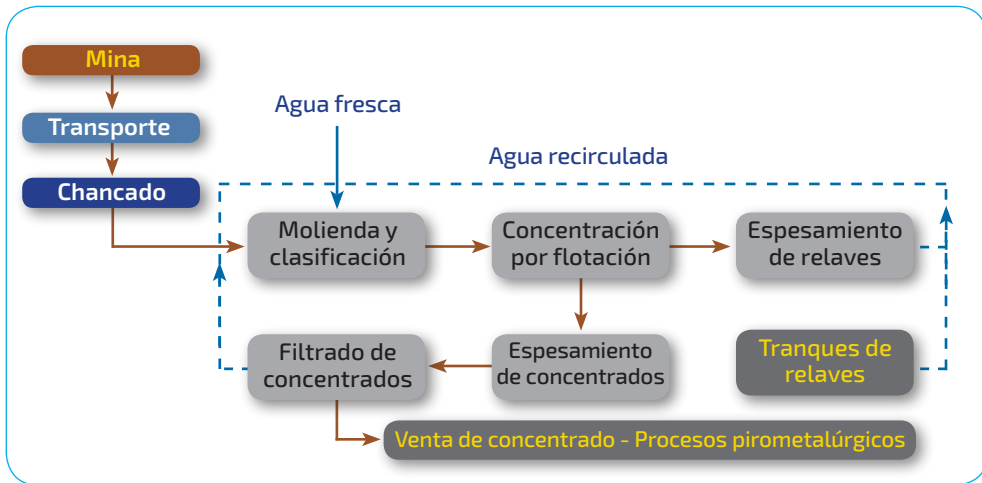 Mina
Transporte
Chancado
Agua fresca
Agua recirculada
Molienda y
clasificación
Concentración
por flotación
Espesamiento
de relaves
Filtrado de
concentrados
Espesamiento
de concentrados
Tranques de
relaves
Venta de concentrado - Procesos pirometalúrgicos